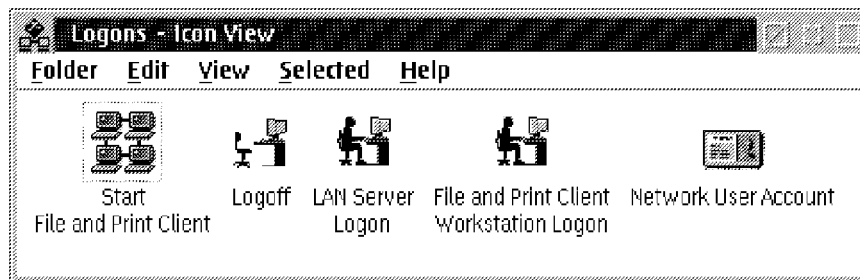 Logons - Icon View
Folder Edit View Selected Help
Start Logoff LAN Server File and Print Client Network User Account
File and Print Client Logon Workstation Logon